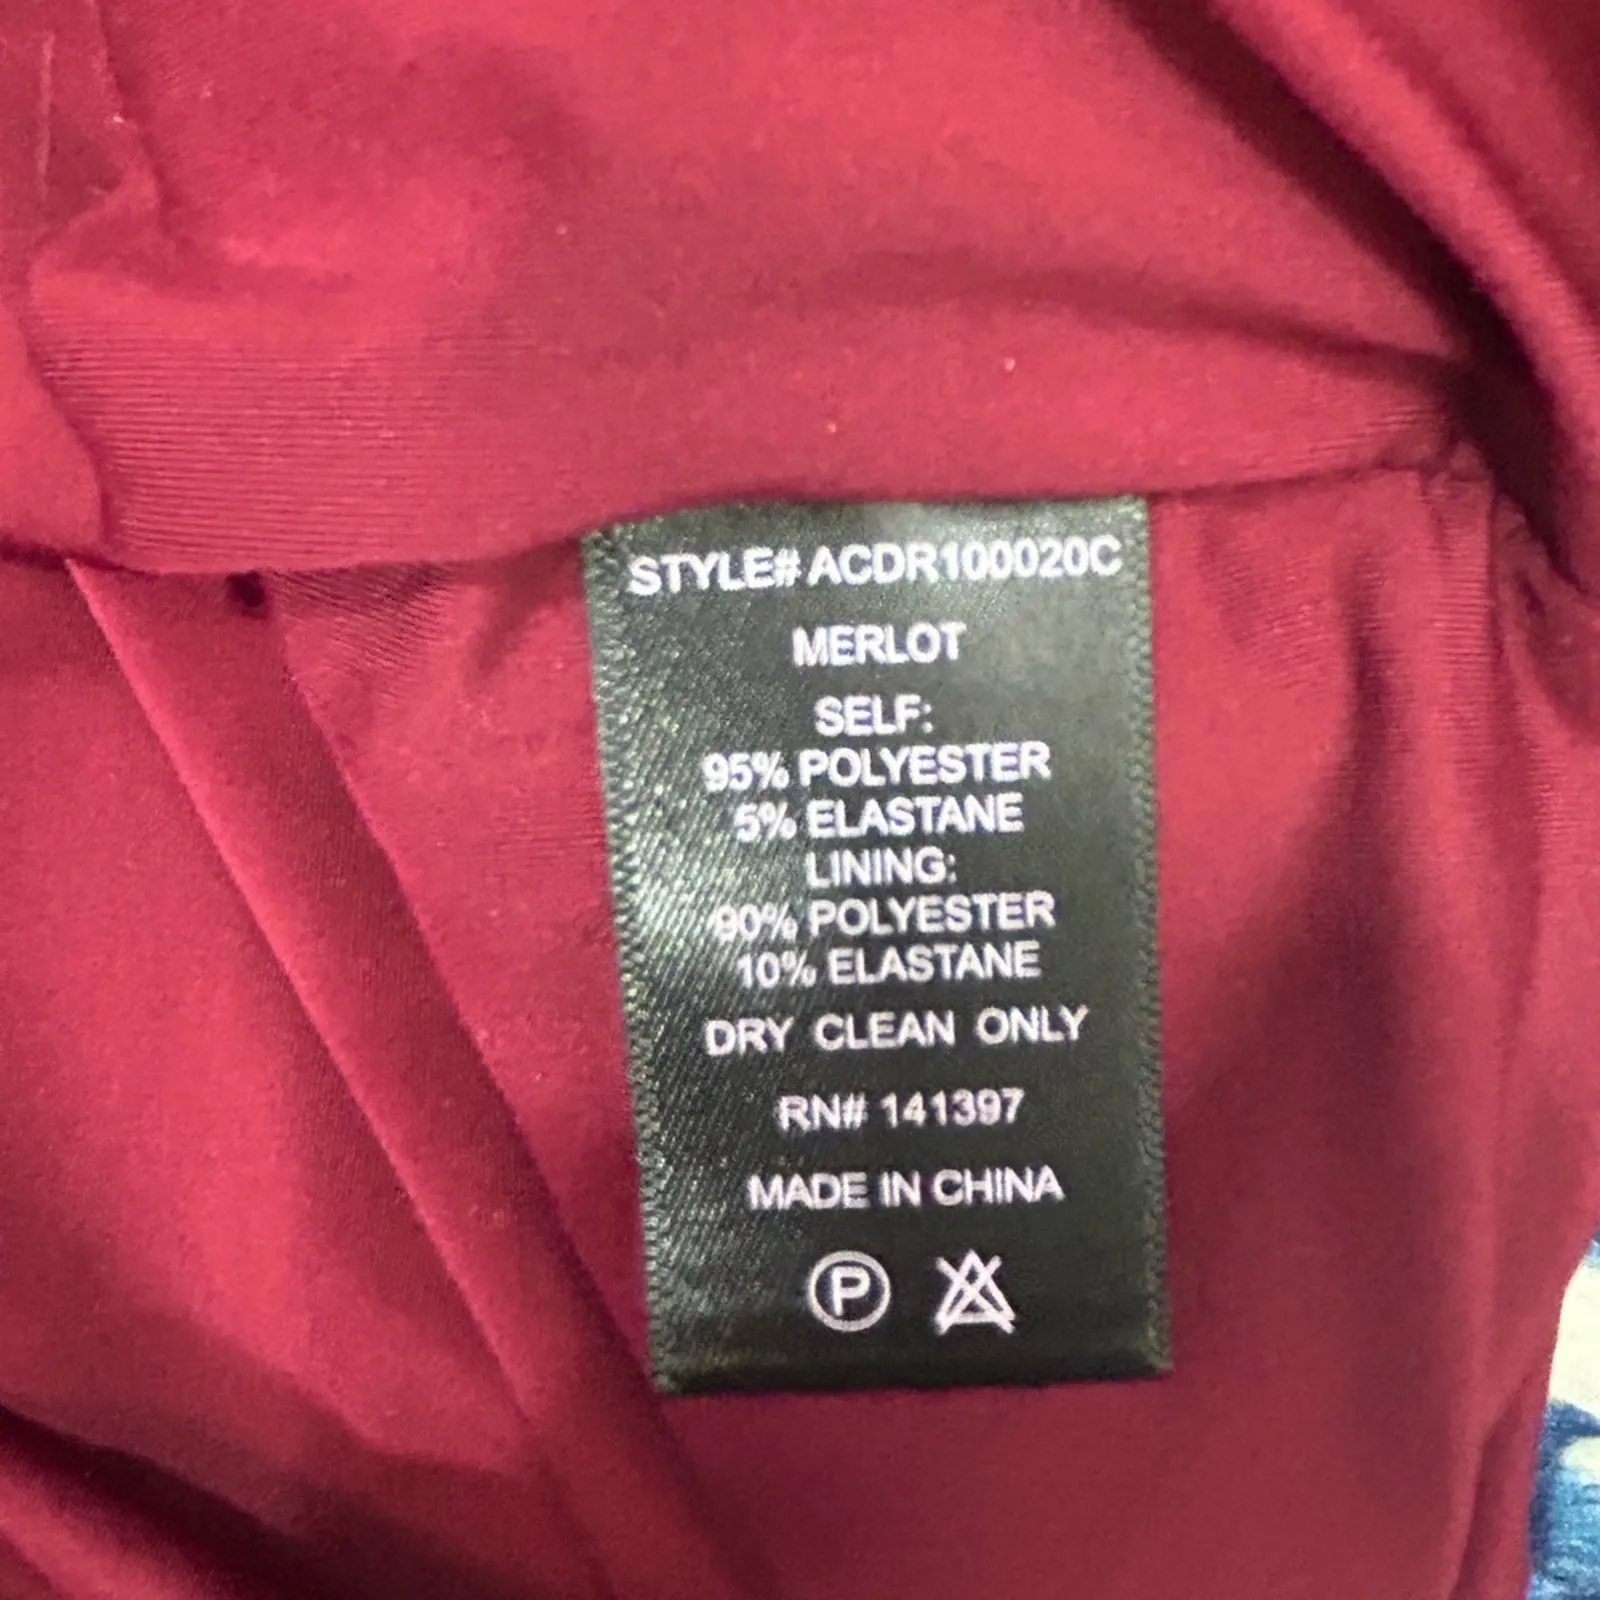 STYLE# ACDR100020C
MERLOT
SELF:
95% POLYESTER
5% ELASTANE
LINING:
90% POLYESTER
10% ELASTANE
DRY CLEAN ONLY
RN# 141397
MADE IN CHINA
P